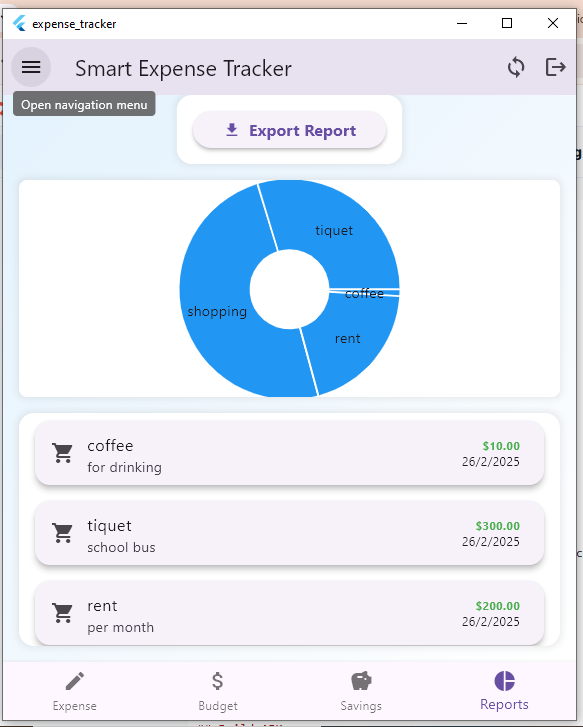 expense_tracker
Smart Expense Tracker
Open navigation menu
Export Report
tiquet
coffee
shopping
rent
coffee
$10.00
for drinking
26/2/2025
tiquet
$300.00
school bus
26/2/2025
rent
$200.00
per month
26/2/2025
Expense
Budget
Savings
Reports